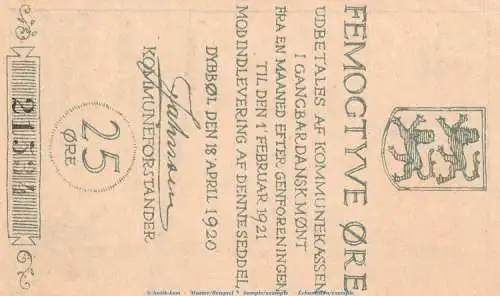 FEMOGTYVE ØRE
UDBETALES AF KOMMUNEKASSEN
I GANGBAR DANSK MØNT
FRA EN MAANED EFTER GENFORENINGEN
TIL DEN 1' FEBRUAR 1921
MOD INDLEVERING AF DENNE SEDDEL
DYBBØL DEN 18 APRIL 1920
KOMMUNEFORSTANDER
25
ØRE
21534